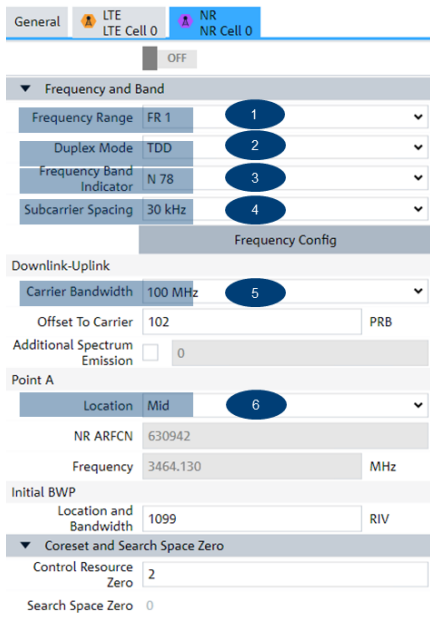 General
LTE
LTE Cell 0
NR
NR Cell 0
OFF
Frequency and Band
Frequency Range FR 1 1
Duplex Mode TDD 2
Frequency Band
Indicator N 78 3
Subcarrier Spacing 30 kHz 4
Frequency Config
Downlink-Uplink
Carrier Bandwidth 100 MHz 5
Offset To Carrier 102 PRB
Additional Spectrum
Emission 0
Point A
Location Mid 6
NR ARFCN 630942
Frequency 3464.130 MHz
Initial BWP
Location and
Bandwidth 1099 RIV
Coreset and Search Space Zero
Control Resource
Zero 2
Search Space Zero 0